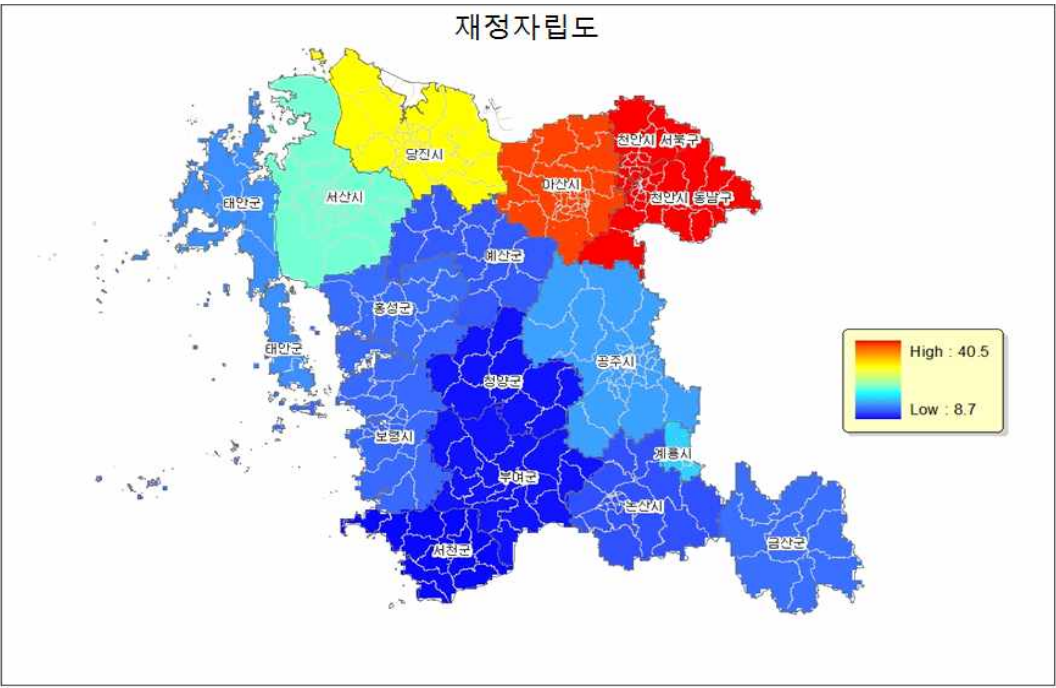 재정자립도
천안시 서북구
당진시
아산시
천안시 동남구
서산시
태안군
예산군
홍성군
태안군
High : 40.5
공주시
청양군
Low : 8.7
보령시
계룡시
부여군
논산시
금산군
서천군